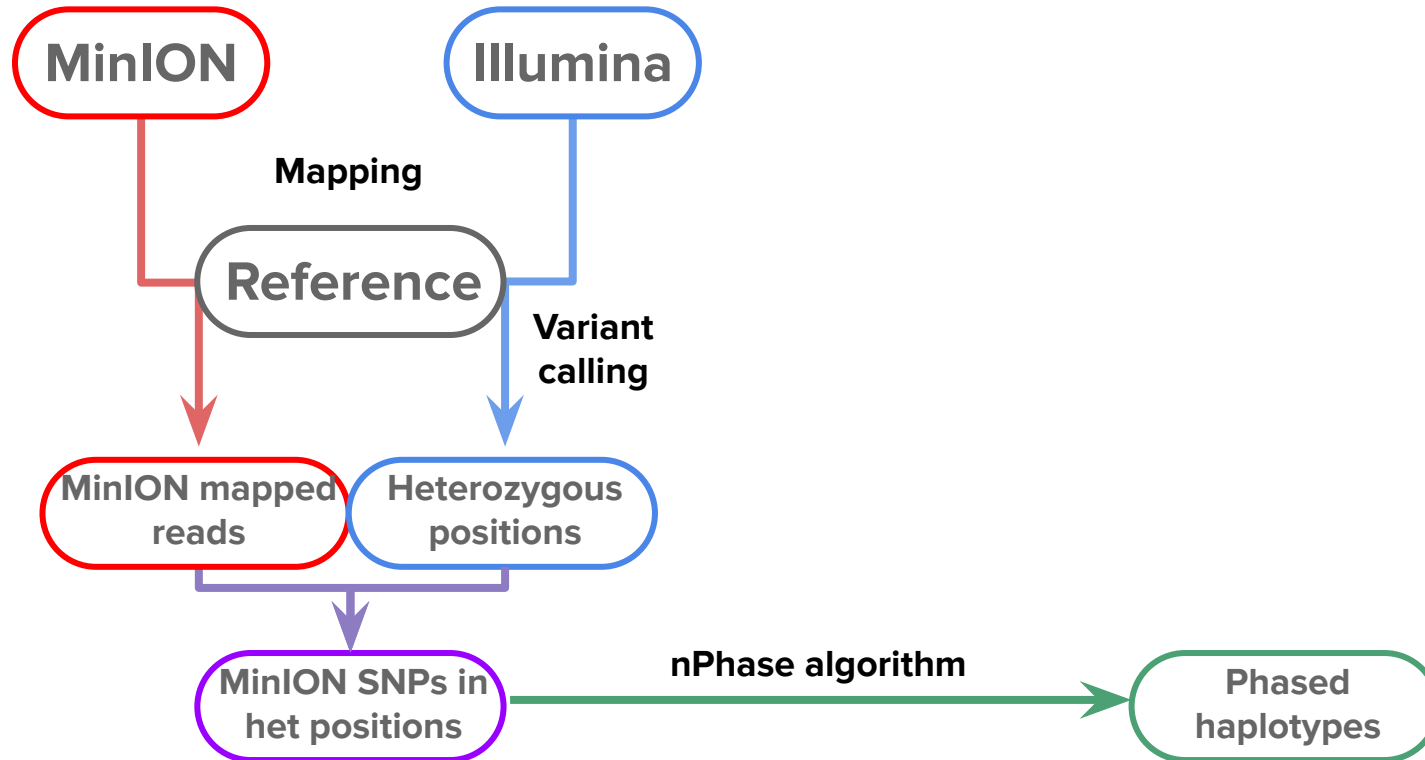 MinION
Illumina
Mapping
Reference
Variant
calling
MinION mapped
reads
Heterozygous
positions
MinION SNPs in
het positions
nPhase algorithm
Phased
haplotypes